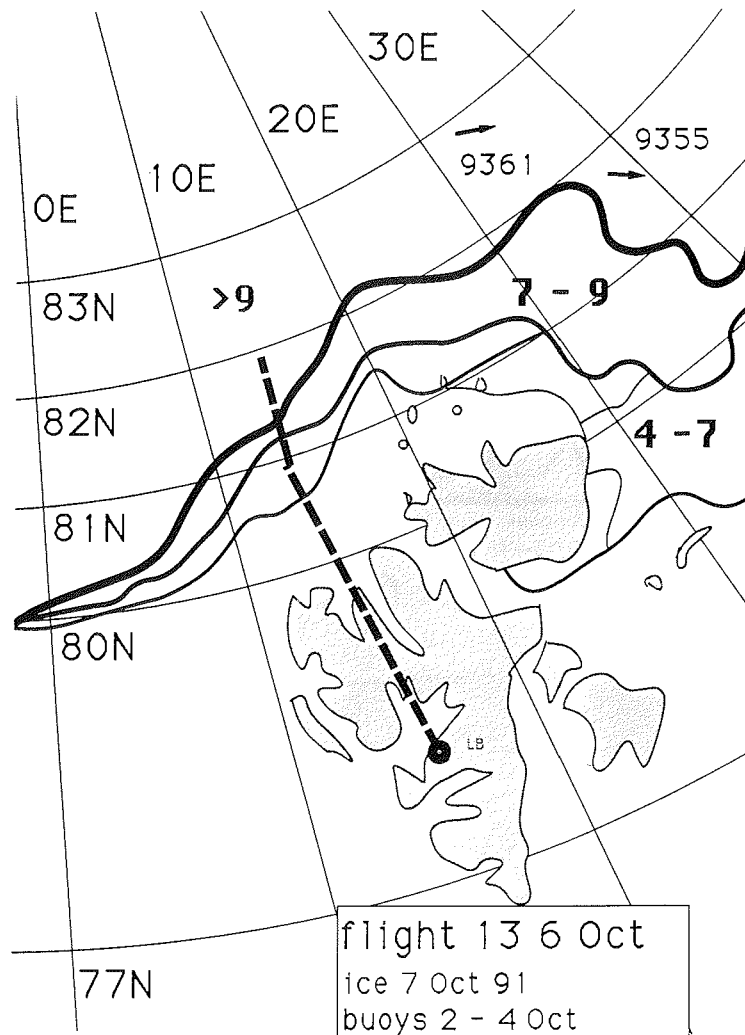 30E
20E
9355
9361
10E
0E
>9
7 - 9
83N
82N
4 - 7
81N
80N
LB
flight 13 6 Oct
77N
ice 7 Oct 91
buoys 2 - 4 Oct